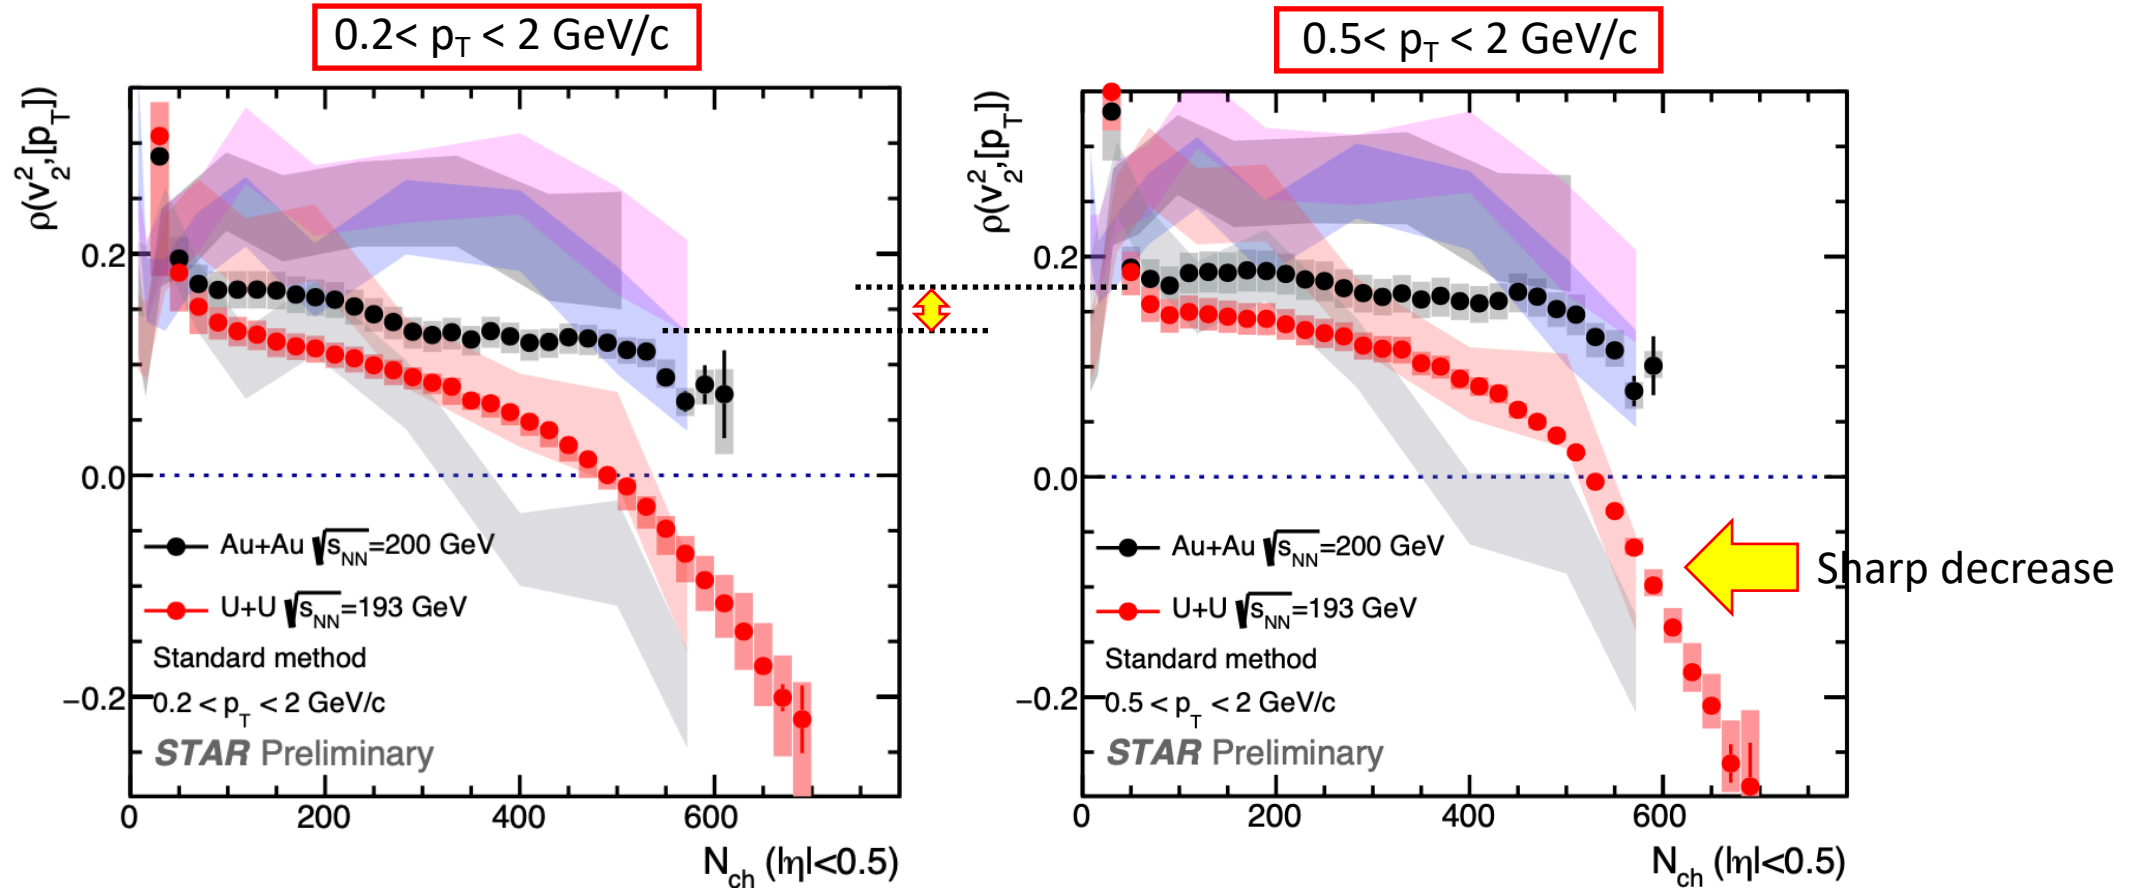 0.2< pT < 2 GeV/c
0.5< pT < 2 GeV/c
ρ(v₂²,[pT])
0.2
0.0
−0.2
Au+Au √sNN=200 GeV
U+U √sNN=193 GeV
Standard method
0.2 < pT < 2 GeV/c
STAR Preliminary
0 200 400 600
Nch (|η|<0.5)
ρ(v₂²,[pT])
0.2
0.0
−0.2
Au+Au √sNN=200 GeV
U+U √sNN=193 GeV
Sharp decrease
Standard method
0.5 < pT < 2 GeV/c
STAR Preliminary
0 200 400 600
Nch (|η|<0.5)